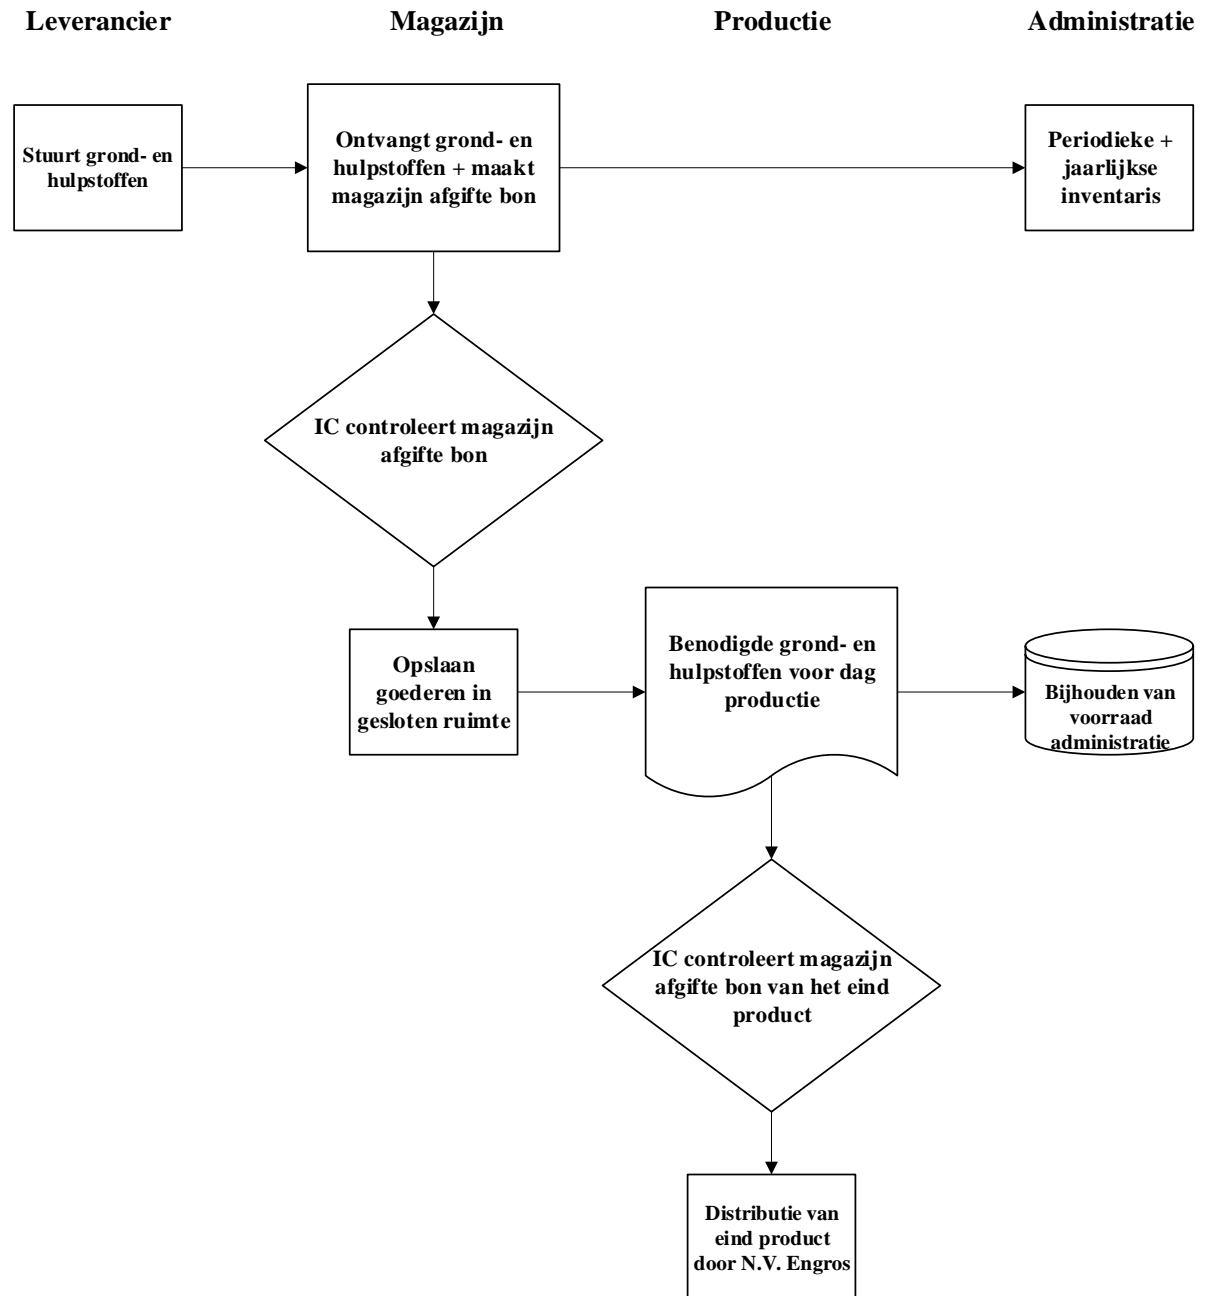 Leverancier
Magazijn
Productie
Administratie
Stuurt grond- en
hulpstoffen
Ontvangt grond- en
hulpstoffen + maakt
magazijn afgifte bon
Periodieke +
jaarlijkse
inventaris
IC controleert magazijn
afgifte bon
Opslaan
goederen in
gesloten ruimte
Benodigde grond- en
hulpstoffen voor dag
productie
Bijhouden van
voorraad
administratie
IC controleert magazijn
afgifte bon van het eind
product
Distributie van
eind product
door N.V. Engros